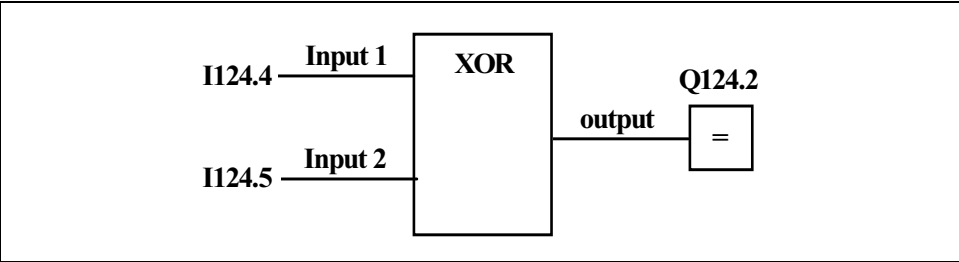 Input 1
I124.4
XOR
Q124.2
output
=
Input 2
I124.5